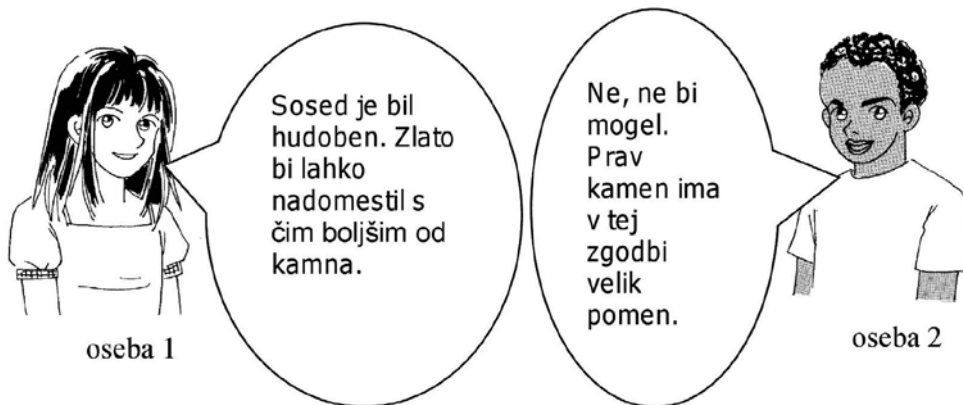 Sosed je bil
hudoben. Zlato
bi lahko
nadomestil s
čim boljšim od
kamna.
Ne, ne bi
mogel.
Prav
kamen ima
v tej
zgodbi
velik
pomen.
oseba 1
oseba 2